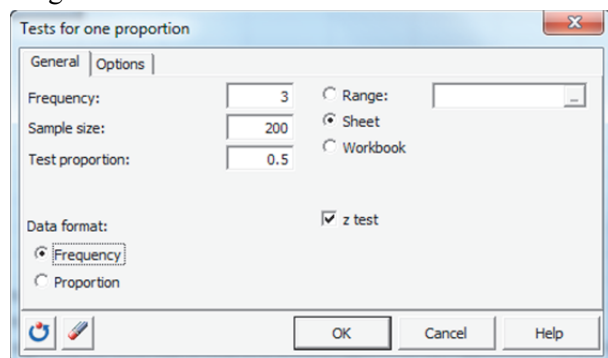 Tests for one proportion
General Options
Frequency: 3 Range: ...
Sample size: 200 Sheet
Test proportion: 0.5 Workbook
Data format: z test
Frequency
Proportion
OK Cancel Help